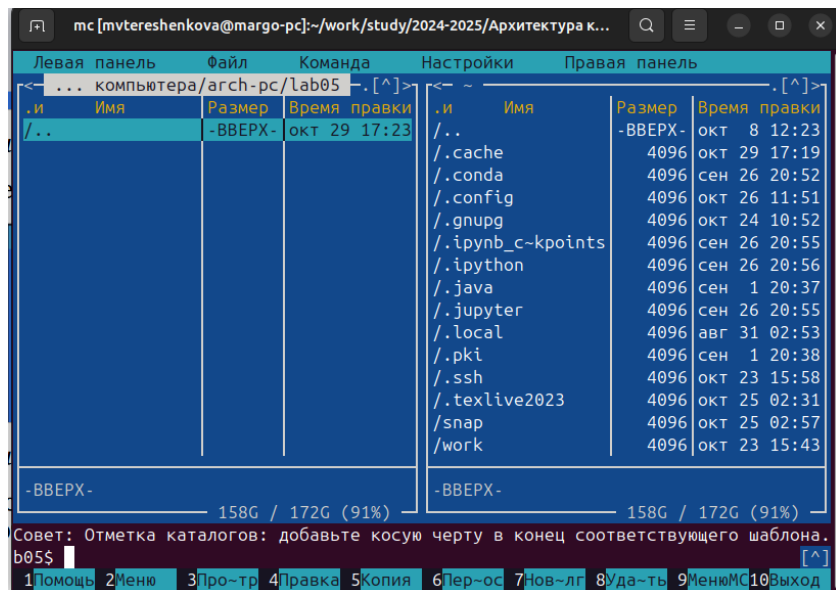 mc [mvtereshenkova@margo-pc]:~/work/study/2024-2025/Архитектура к...
Левая панель Файл Команда Настройки Правая панель
<─ ... компьютера/arch-pc/lab05 ─.[^]>
.и Имя Размер Время правки
/.. -ВВЕРХ- окт 29 17:23
-ВВЕРХ-
158G / 172G (91%)
<─ ~ ─.[^]>
.и Имя Размер Время правки
/.. -ВВЕРХ- окт 8 12:23
/.cache 4096 окт 29 17:19
/.conda 4096 сен 26 20:52
/.config 4096 окт 26 11:51
/.gnupg 4096 окт 24 10:52
/.ipynb_c~kpoints 4096 сен 26 20:55
/.ipython 4096 сен 26 20:56
/.java 4096 сен 1 20:37
/.jupyter 4096 сен 26 20:55
/.local 4096 авг 31 02:53
/.pki 4096 сен 1 20:38
/.ssh 4096 окт 23 15:58
/.texlive2023 4096 окт 25 02:31
/snap 4096 окт 25 02:57
/work 4096 окт 23 15:43
-ВВЕРХ-
158G / 172G (91%)
Совет: Отметка каталогов: добавьте косую черту в конец соответствующего шаблона.
b05$ [^]
1Помощь 2Меню 3Про~тр 4Правка 5Копия 6Пер~ос 7Нов~лг 8Уда~ть 9МенюMC 10Выход